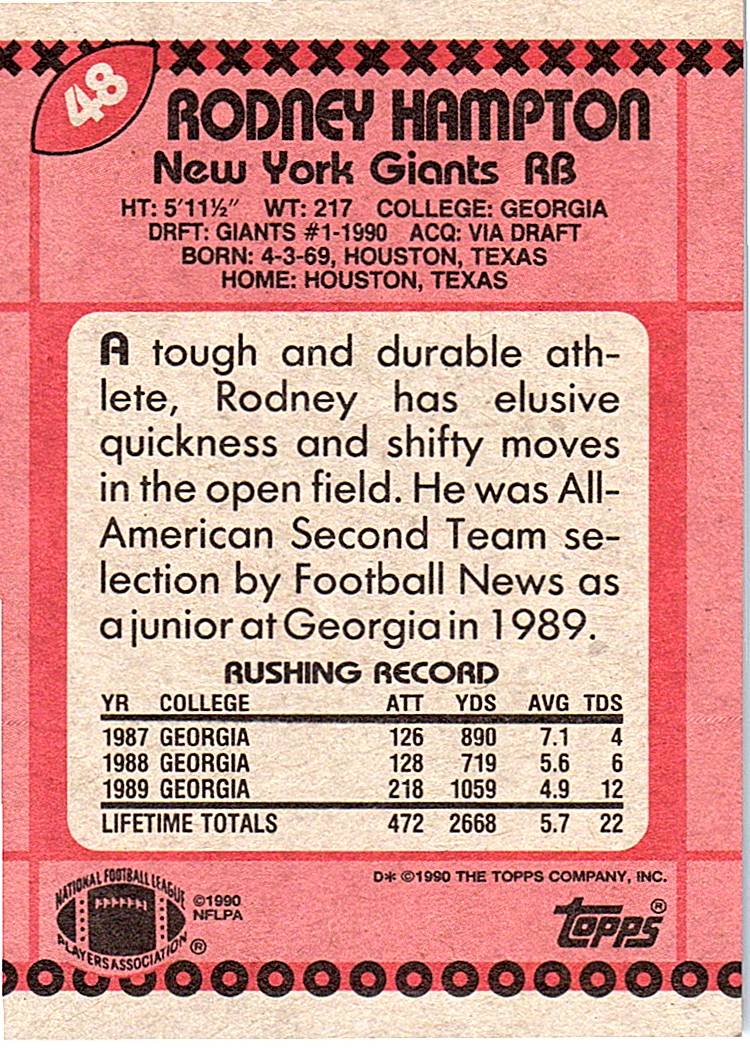 48
RODNEY HAMPTON
New York Giants RB
HT: 5'11½" WT: 217 COLLEGE: GEORGIA
DRFT: GIANTS #1-1990 ACQ: VIA DRAFT
BORN: 4-3-69, HOUSTON, TEXAS
HOME: HOUSTON, TEXAS
A tough and durable ath-
lete, Rodney has elusive
quickness and shifty moves
in the open field. He was All-
American Second Team se-
lection by Football News as
a junior at Georgia in 1989.
RUSHING RECORD
YR COLLEGE ATT YDS AVG TDS
1987 GEORGIA 126 890 7.1 4
1988 GEORGIA 128 719 5.6 6
1989 GEORGIA 218 1059 4.9 12
LIFETIME TOTALS 472 2668 5.7 22
D* ©1990 THE TOPPS COMPANY, INC.
NATIONAL FOOTBALL LEAGUE
PLAYERS ASSOCIATION ®
©1990
NFLPA
Topps ®